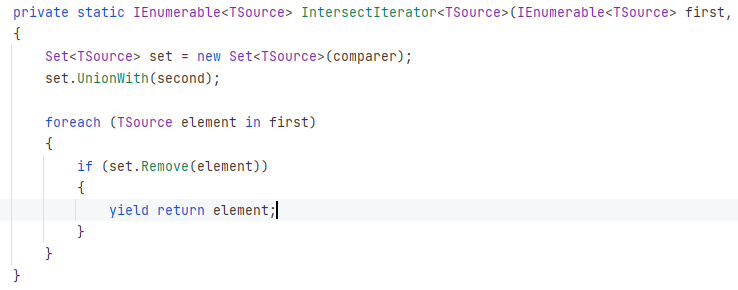 private static IEnumerable<TSource> IntersectIterator<TSource>(IEnumerable<TSource> first,
{
Set<TSource> set = new Set<TSource>(comparer);
set.UnionWith(second);
foreach (TSource element in first)
{
if (set.Remove(element))
{
yield return element;
}
}
}